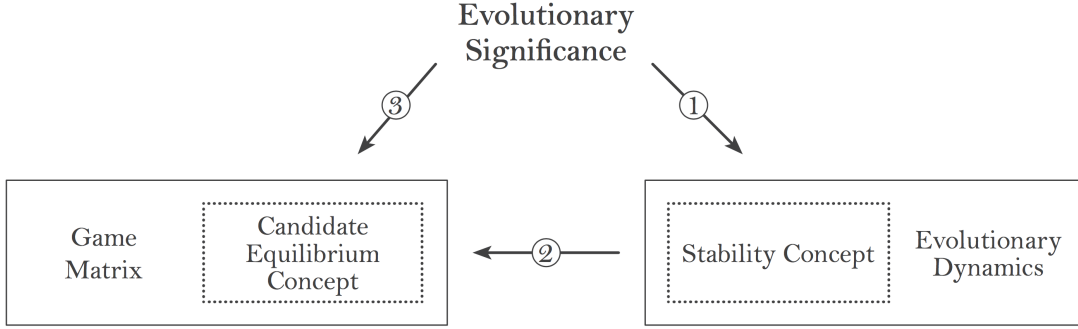 Evolutionary
Significance
③
①
Game
Matrix
Candidate
Equilibrium
Concept
②
Stability Concept
Evolutionary
Dynamics